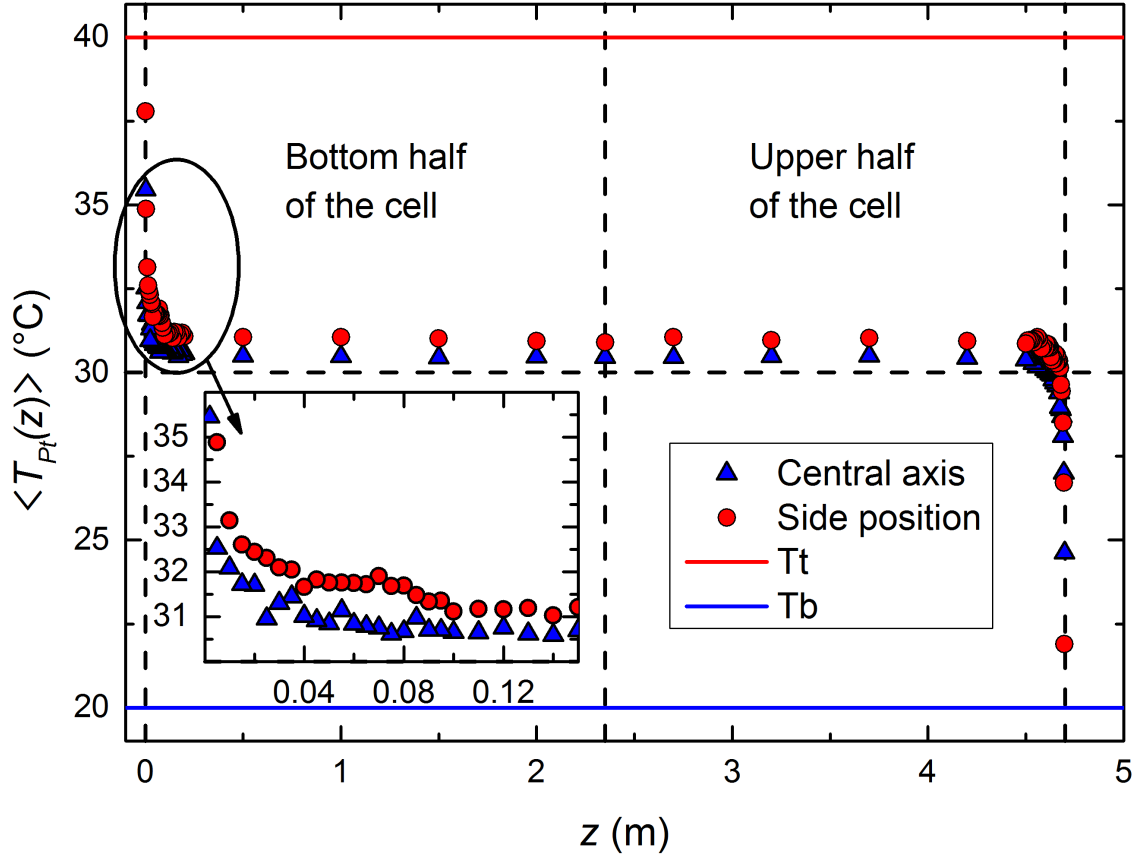 40
35
30
25
20
<T_Pt(z)> (°C)
Bottom half
of the cell
Upper half
of the cell
35
34
33
32
31
0.04 0.08 0.12
Central axis
Side position
Tt
Tb
0 1 2 3 4 5
z (m)